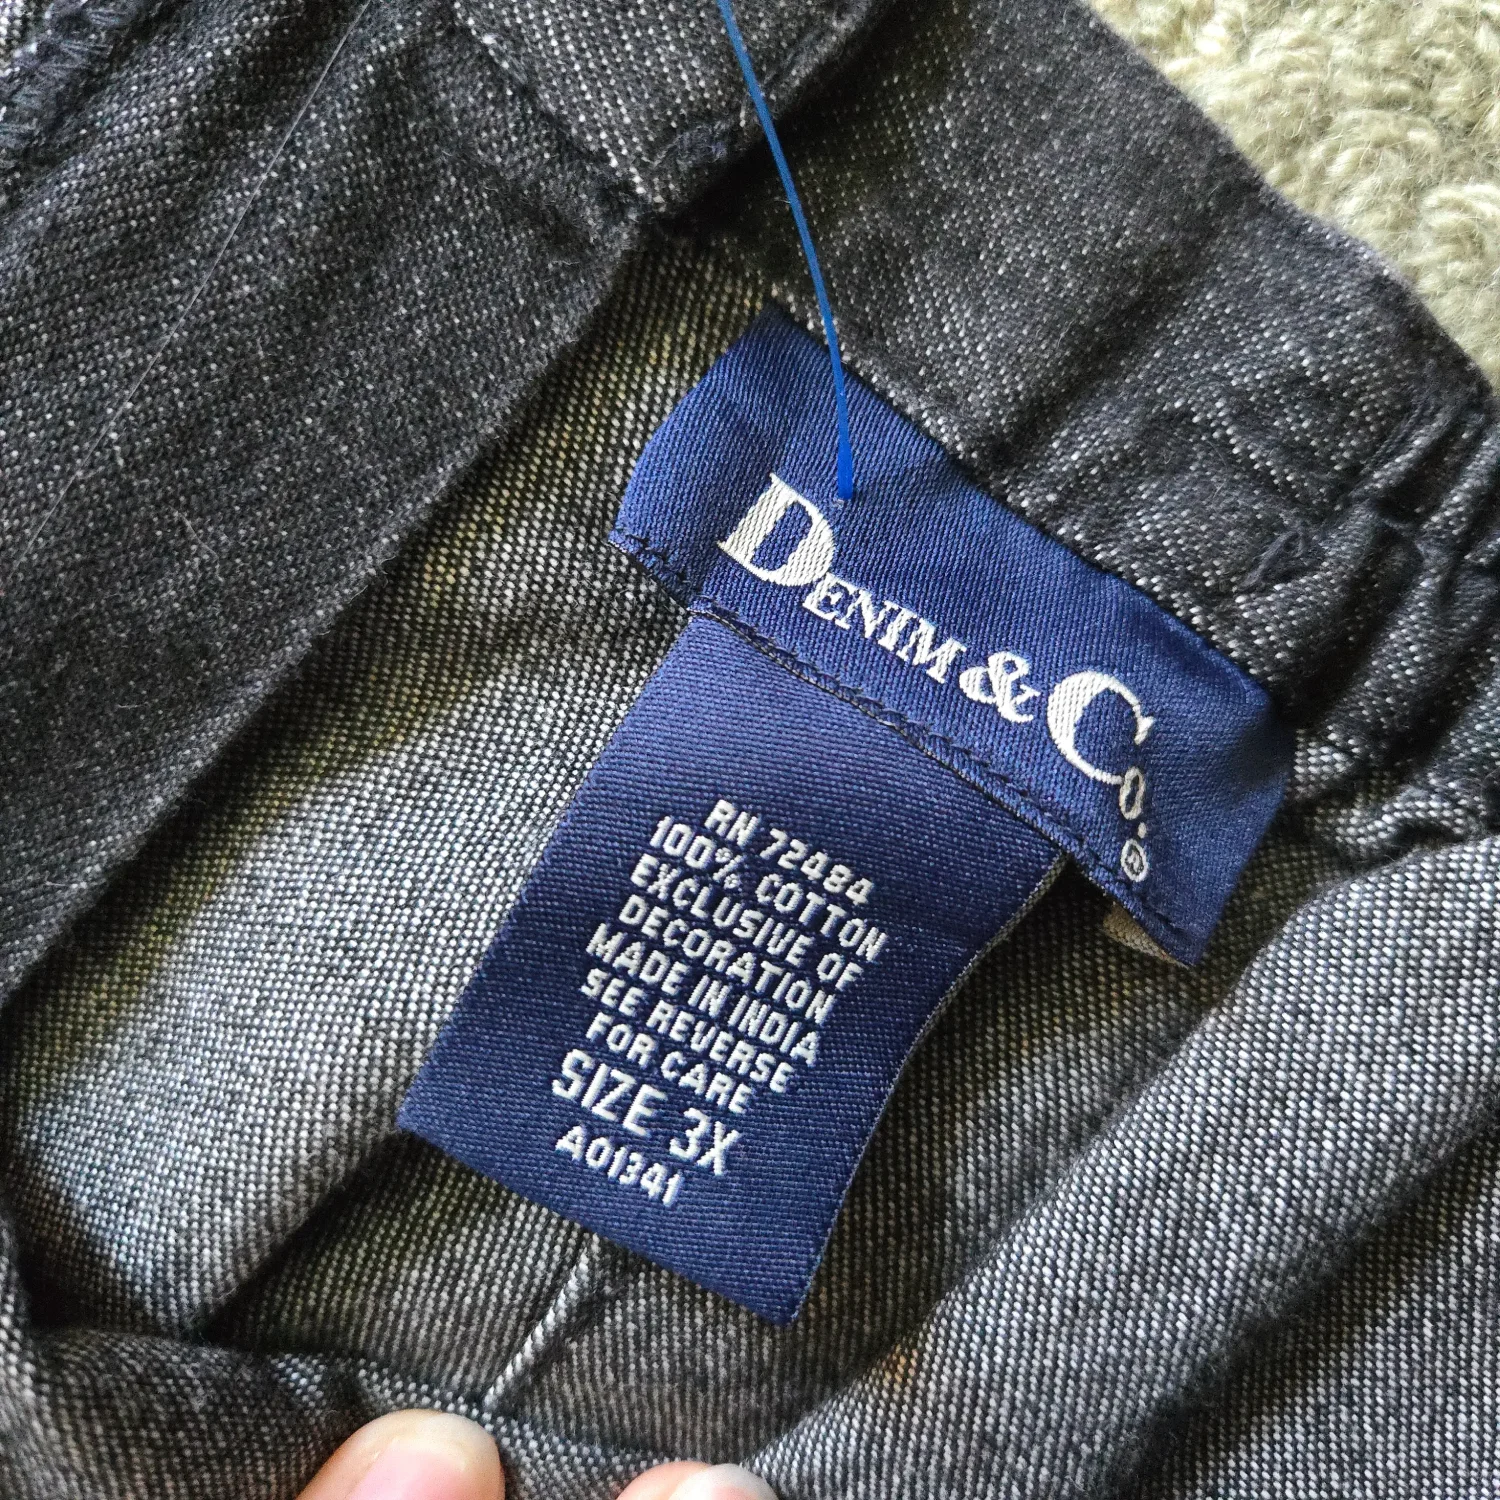 DENIM & CO.®
RN 72484
100% COTTON
EXCLUSIVE OF
DECORATION
MADE IN INDIA
SEE REVERSE
FOR CARE
SIZE 3X
A01341